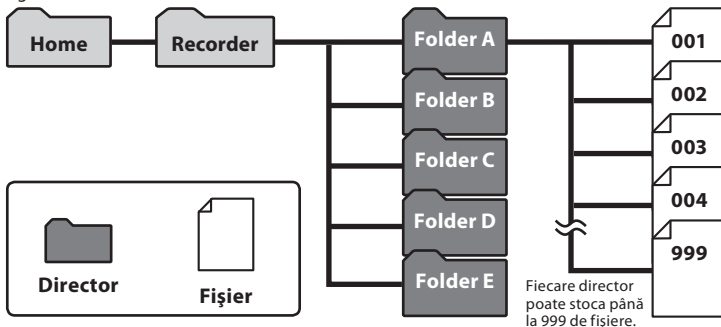 Home
Recorder
Folder A
Folder B
Folder C
Folder D
Folder E
001
002
003
004
999
Director
Fişier
Fiecare director
poate stoca până
la 999 de fişiere.